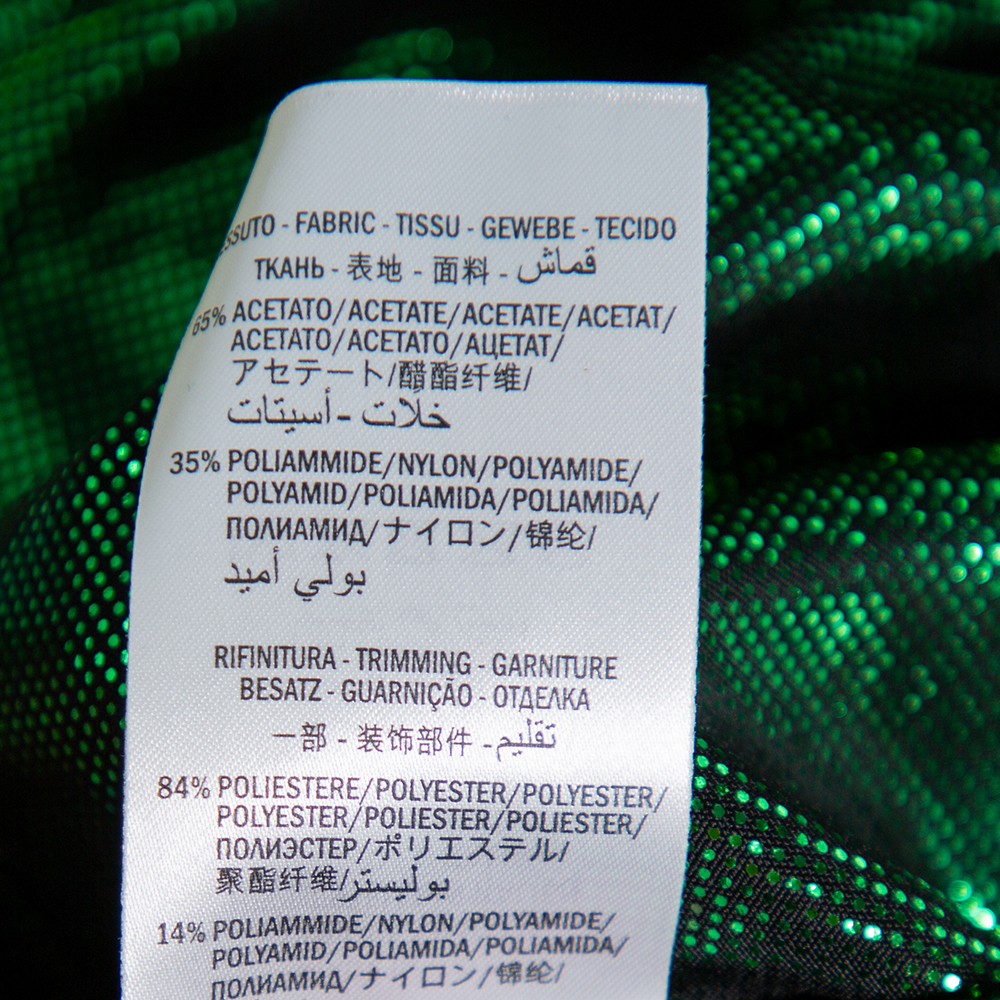 SSUTO - FABRIC - TISSU - GEWEBE - TECIDO
ТКАНЬ - 表地 - 面料 - قماش
65% ACETATO/ACETATE/ACETATE/ACETAT/
ACETATO/ACETATO/АЦЕТАТ/
アセテート/醋酯纤维/
خلات - أسيتات
35% POLIAMMIDE/NYLON/POLYAMIDE/
POLYAMID/POLIAMIDA/POLIAMIDA/
ПОЛИАМИД/ナイロン/锦纶/
بولي أميد
RIFINITURA - TRIMMING - GARNITURE
BESATZ - GUARNIÇÃO - ОТДЕЛКА
一部 - 装饰部件 - تقليم
84% POLIESTERE/POLYESTER/POLYESTER/
POLYESTER/POLIESTER/POLIESTER/
ПОЛИЭСТЕР/ポリエステル/
聚酯纤维/بوليستر
14% POLIAMMIDE/NYLON/POLYAMIDE/
POLYAMID/POLIAMIDA/POLIAMIDA/
ПОЛИАМИД/ナイロン/锦纶/